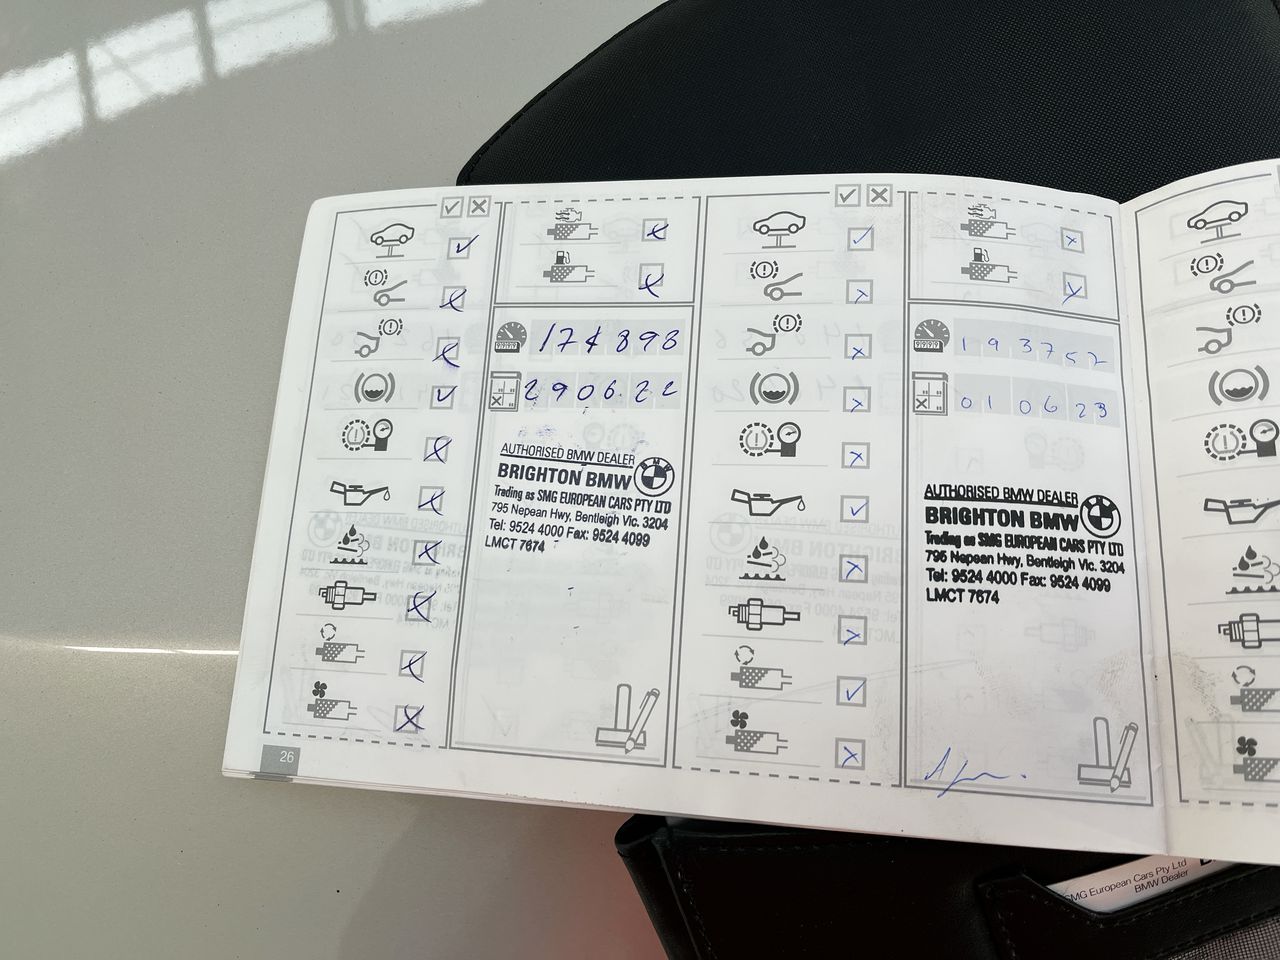 174893
290622
AUTHORISED BMW DEALER
BRIGHTON BMW
Trading as SMG EUROPEAN CARS PTY LTD
795 Nepean Hwy, Bentleigh Vic. 3204
Tel: 9524 4000 Fax: 9524 4099
LMCT 7674
26
193752
010623
AUTHORISED BMW DEALER
BRIGHTON BMW
Trading as SMG EUROPEAN CARS PTY LTD
795 Nepean Hwy, Bentleigh Vic. 3204
Tel: 9524 4000 Fax: 9524 4099
LMCT 7674
SMG European Cars Pty Ltd
BMW Dealer